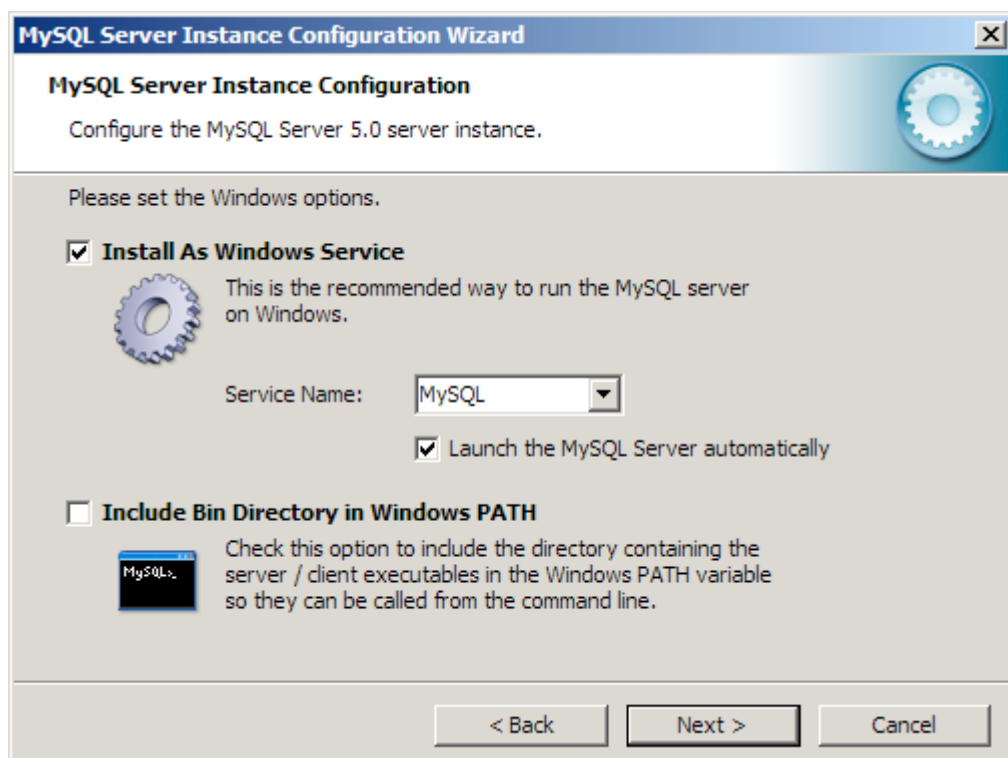 MySQL Server Instance Configuration Wizard
MySQL Server Instance Configuration
Configure the MySQL Server 5.0 server instance.
Please set the Windows options.
Install As Windows Service
This is the recommended way to run the MySQL server
on Windows.
Service Name: MySQL
Launch the MySQL Server automatically
Include Bin Directory in Windows PATH
Check this option to include the directory containing the
server / client executables in the Windows PATH variable
so they can be called from the command line.
MySQL>_
< Back Next > Cancel